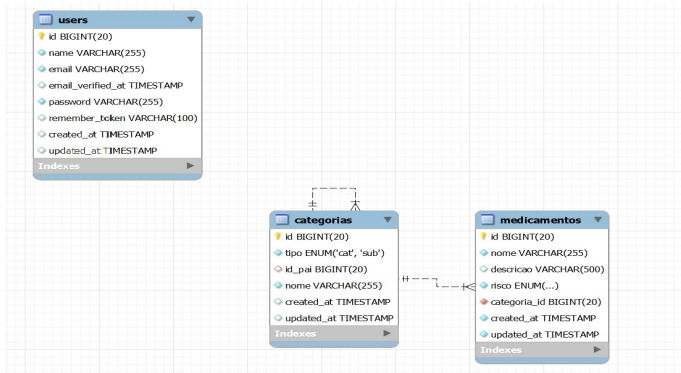 users
id BIGINT(20)
name VARCHAR(255)
email VARCHAR(255)
email_verified_at TIMESTAMP
password VARCHAR(255)
remember_token VARCHAR(100)
created_at TIMESTAMP
updated_at TIMESTAMP
Indexes
categorias
id BIGINT(20)
tipo ENUM('cat', 'sub')
id_pai BIGINT(20)
nome VARCHAR(255)
created_at TIMESTAMP
updated_at TIMESTAMP
Indexes
medicamentos
id BIGINT(20)
nome VARCHAR(255)
descricao VARCHAR(500)
risco ENUM(...)
categoria_id BIGINT(20)
created_at TIMESTAMP
updated_at TIMESTAMP
Indexes